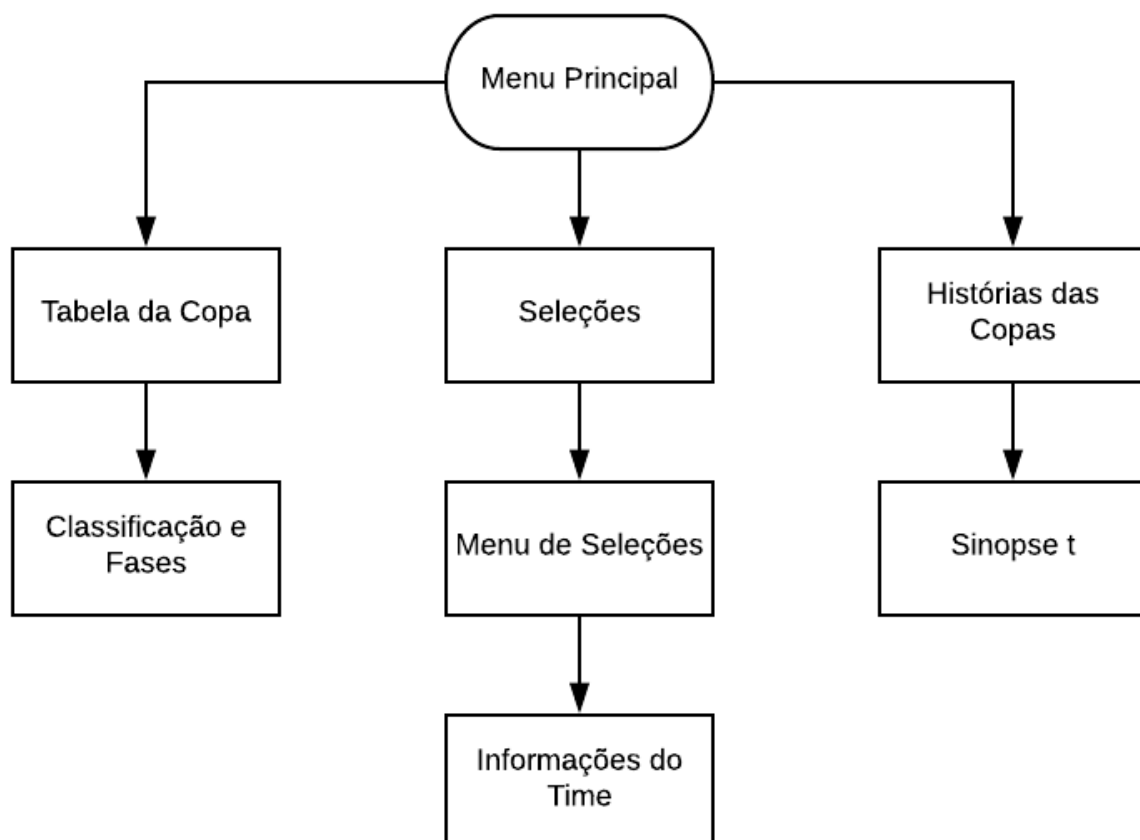 Menu Principal
Tabela da Copa
Seleções
Histórias das
Copas
Classificação e
Fases
Menu de Seleções
Sinopse t
Informações do
Time